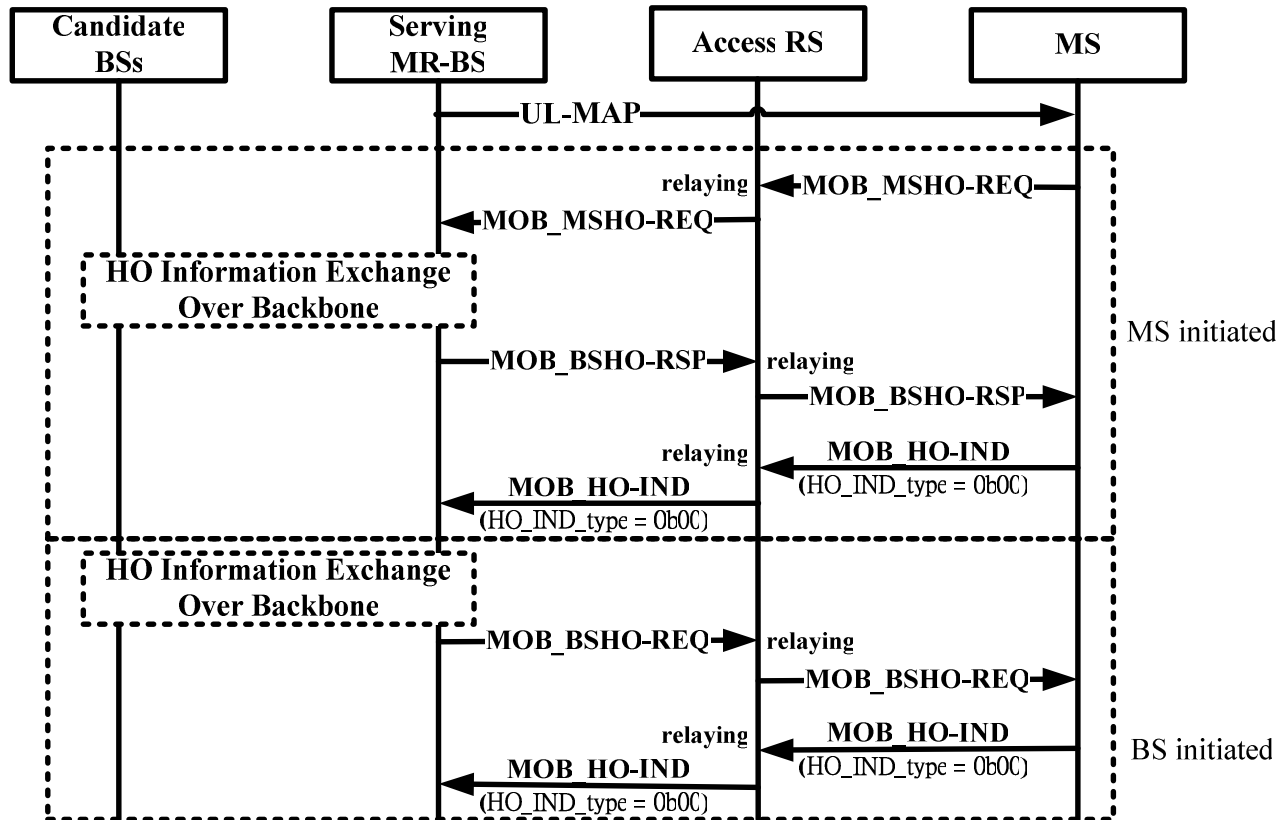 Candidate
BSs
Serving
MR-BS
Access RS
MS
UL-MAP
relaying
MOB_MSHO-REQ
MOB_MSHO-REQ
HO Information Exchange
Over Backbone
MS initiated
MOB_BSHO-RSP
relaying
MOB_BSHO-RSP
relaying
MOB_HO-IND
(HO_IND_type = 0b00)
MOB_HO-IND
(HO_IND_type = 0b00)
HO Information Exchange
Over Backbone
MOB_BSHO-REQ
relaying
MOB_BSHO-REQ
relaying
MOB_HO-IND
(HO_IND_type = 0b00)
BS initiated
MOB_HO-IND
(HO_IND_type = 0b00)